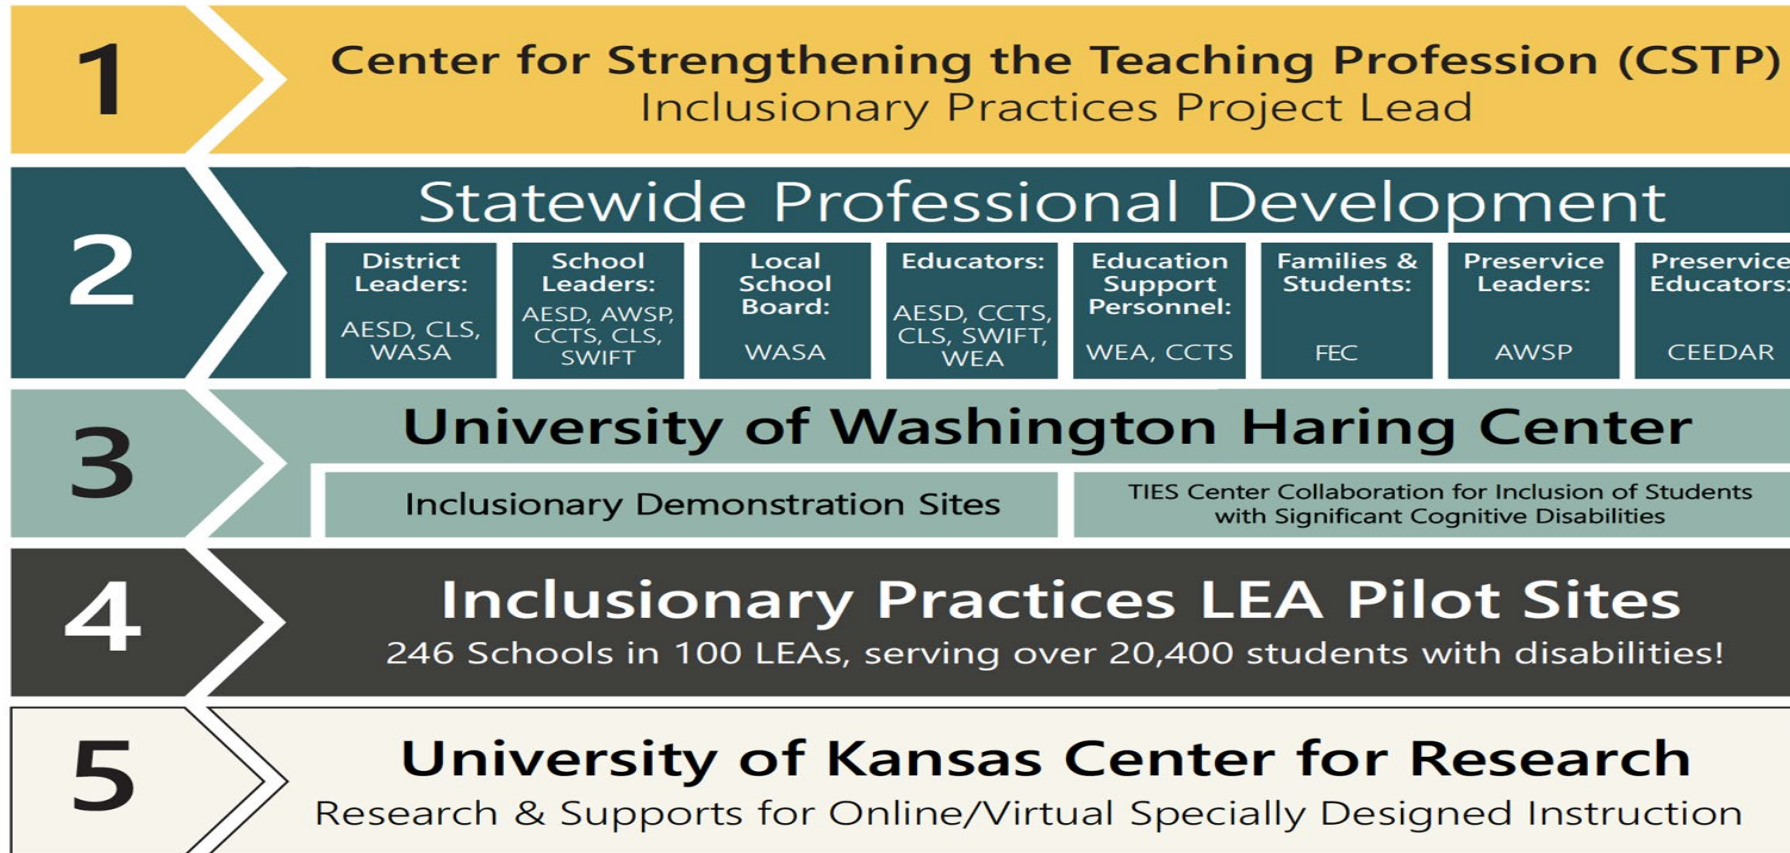 1
Center for Strengthening the Teaching Profession (CSTP)
Inclusionary Practices Project Lead
2
Statewide Professional Development
District
Leaders:
AESD, CLS,
WASA
School
Leaders:
AESD, AWSP,
CCTS, CLS,
SWIFT
Local
School
Board:
WASA
Educators:
AESD, CCTS,
CLS, SWIFT,
WEA
Education
Support
Personnel:
WEA, CCTS
Families &
Students:
FEC
Preservice
Leaders:
AWSP
Preservice
Educators:
CEEDAR
3
University of Washington Haring Center
Inclusionary Demonstration Sites
TIES Center Collaboration for Inclusion of Students
with Significant Cognitive Disabilities
4
Inclusionary Practices LEA Pilot Sites
246 Schools in 100 LEAs, serving over 20,400 students with disabilities!
5
University of Kansas Center for Research
Research & Supports for Online/Virtual Specially Designed Instruction